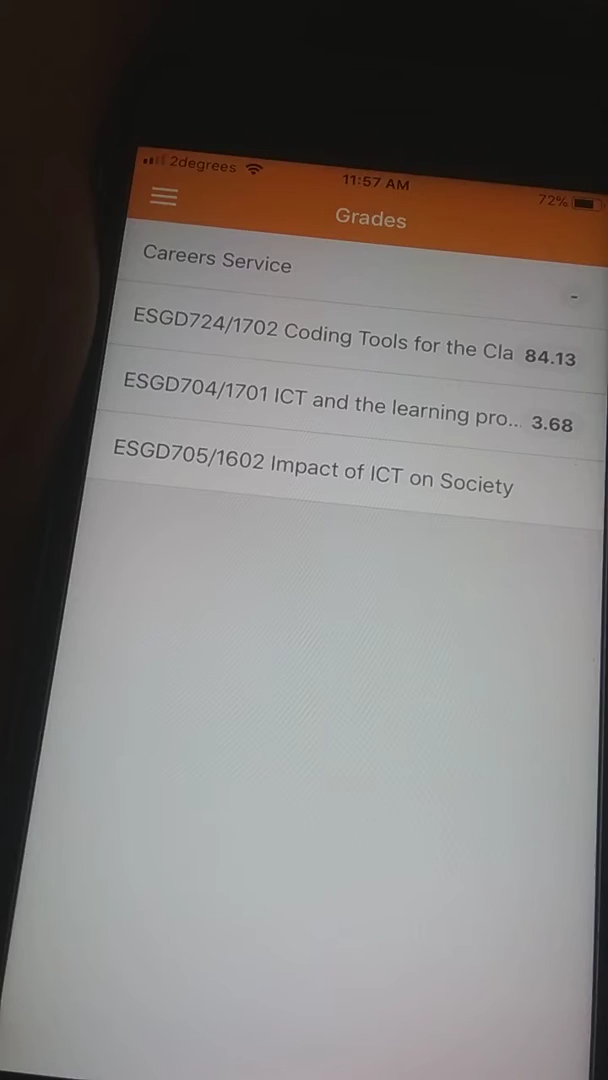 2degrees 11:57 AM 72%
Grades
Careers Service -
ESGD724/1702 Coding Tools for the Cla 84.13
ESGD704/1701 ICT and the learning pro... 3.68
ESGD705/1602 Impact of ICT on Society